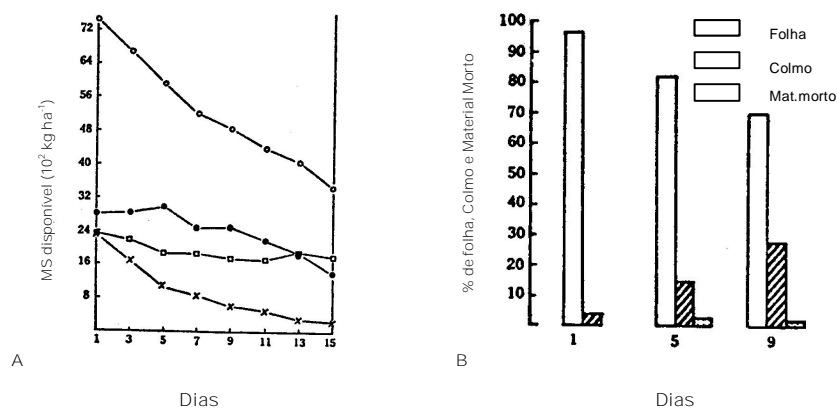 MS disponível (10² kg ha⁻¹)
72
64
56
48
40
32
24
16
8
1 3 5 7 9 11 13 15
A
Dias
% de folha, Colmo e Material Morto
100
90
80
70
60
50
40
30
20
10
Folha
Colmo
Mat.morto
1 5 9
B
Dias